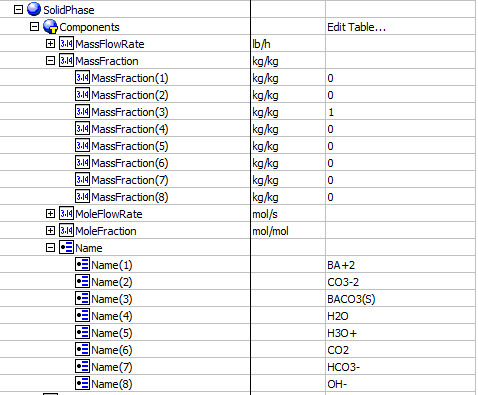 SolidPhase
Components Edit Table...
MassFlowRate lb/h
MassFraction kg/kg
MassFraction(1) kg/kg 0
MassFraction(2) kg/kg 0
MassFraction(3) kg/kg 1
MassFraction(4) kg/kg 0
MassFraction(5) kg/kg 0
MassFraction(6) kg/kg 0
MassFraction(7) kg/kg 0
MassFraction(8) kg/kg 0
MoleFlowRate mol/s
MoleFraction mol/mol
Name
Name(1) BA+2
Name(2) CO3-2
Name(3) BACO3(S)
Name(4) H2O
Name(5) H3O+
Name(6) CO2
Name(7) HCO3-
Name(8) OH-